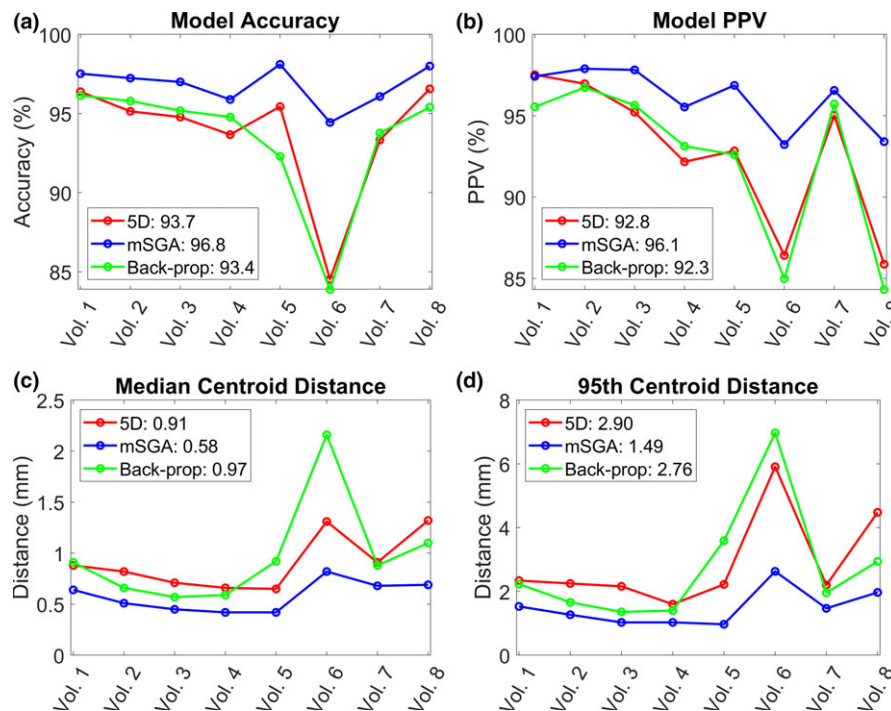 (a) Model Accuracy
Accuracy (%)
100
95
90
85
5D: 93.7
mSGA: 96.8
Back-prop: 93.4
Vol. 1
Vol. 2
Vol. 3
Vol. 4
Vol. 5
Vol. 6
Vol. 7
Vol. 8
(b) Model PPV
PPV (%)
100
95
90
85
5D: 92.8
mSGA: 96.1
Back-prop: 92.3
Vol. 1
Vol. 2
Vol. 3
Vol. 4
Vol. 5
Vol. 6
Vol. 7
Vol. 8
(c) Median Centroid Distance
Distance (mm)
2.5
2
1.5
1
0.5
0
5D: 0.91
mSGA: 0.58
Back-prop: 0.97
Vol. 1
Vol. 2
Vol. 3
Vol. 4
Vol. 5
Vol. 6
Vol. 7
Vol. 8
(d) 95th Centroid Distance
Distance (mm)
8
6
4
2
0
5D: 2.90
mSGA: 1.49
Back-prop: 2.76
Vol. 1
Vol. 2
Vol. 3
Vol. 4
Vol. 5
Vol. 6
Vol. 7
Vol. 8